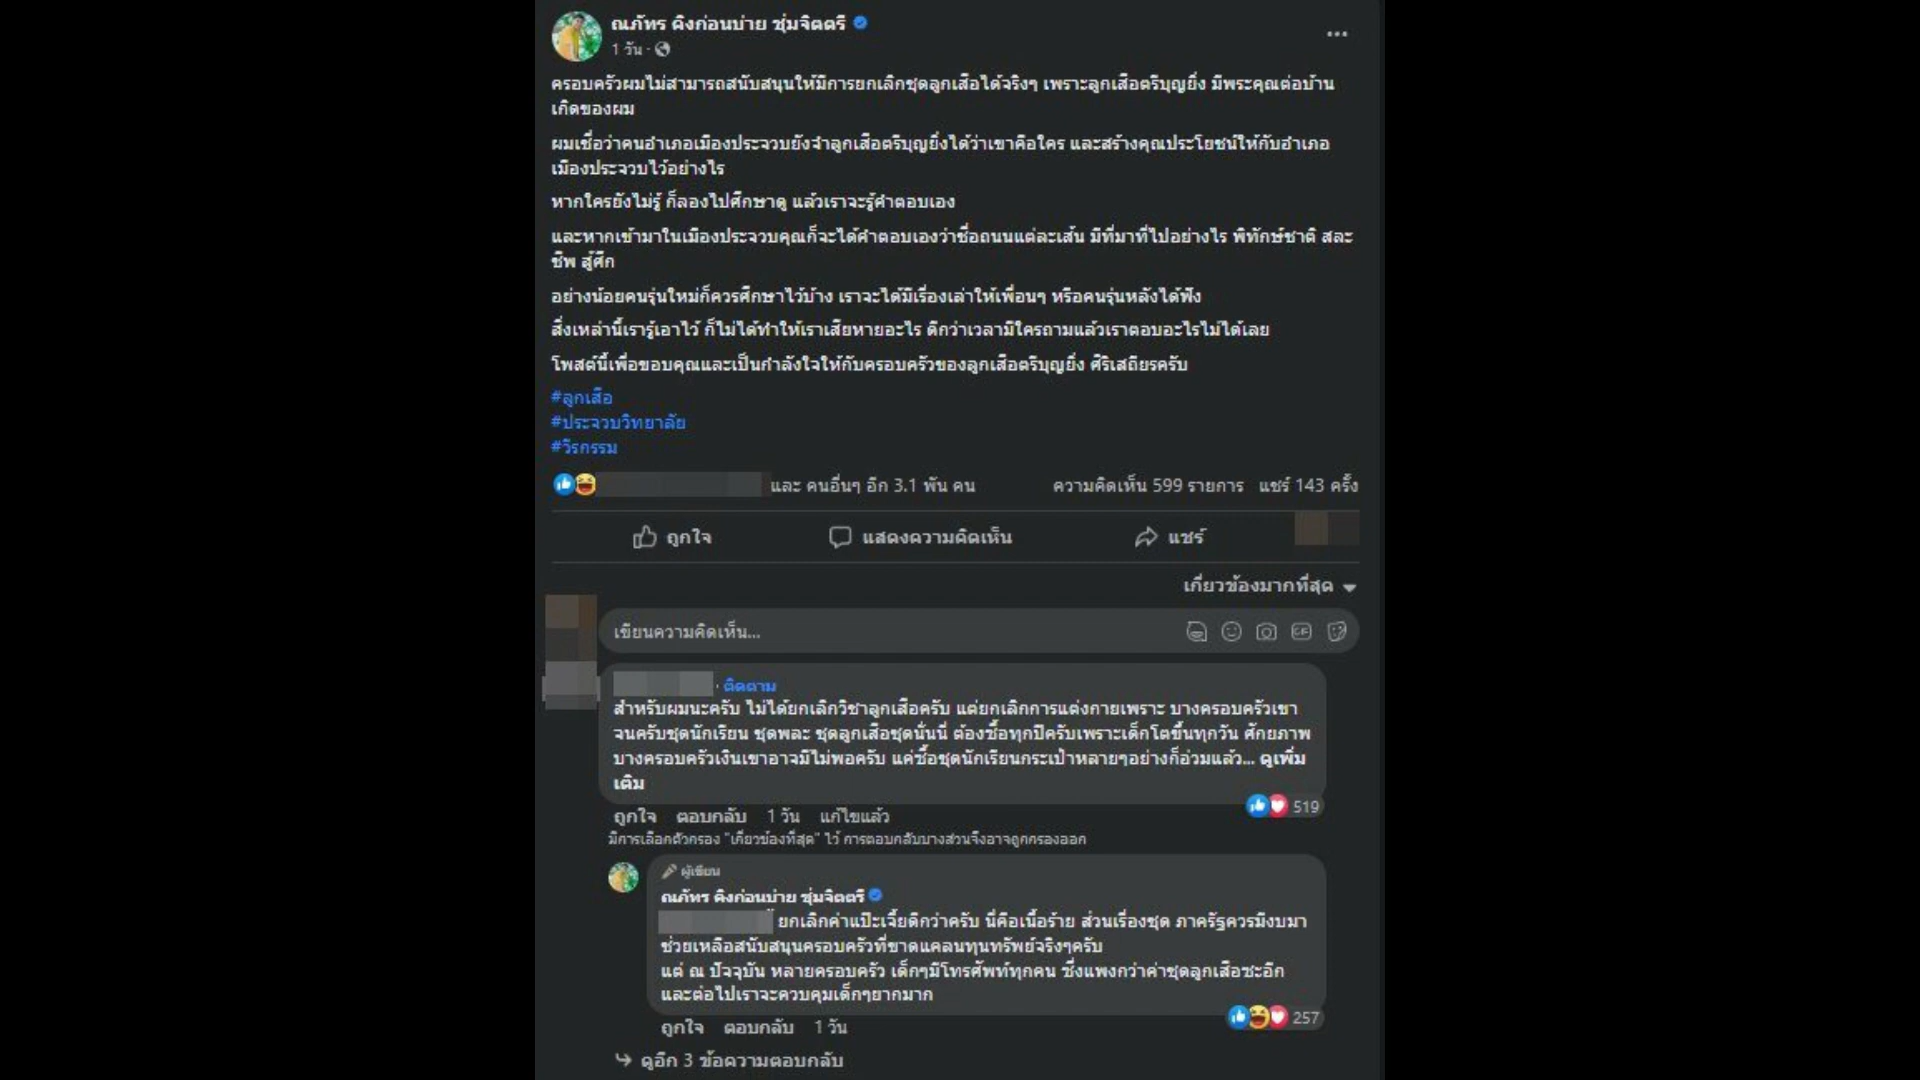 ณภัทร ดิงก่อนบ่าย ชุ่มจิตตรี
1 วัน ·
ครอบครัวผมไม่สามารถสนับสนุนให้มีการยกเลิกชุดลูกเสือได้จริงๆ เพราะลูกเสือตรีบุญยิ่ง มีพระคุณต่อบ้าน
เกิดของผม
ผมเชื่อว่าคนอำเภอเมืองประจวบยังจำลูกเสือตรีบุญยิ่งได้ว่าเขาคือใคร และสร้างคุณประโยชน์ให้กับอำเภอ
เมืองประจวบไว้อย่างไร
หากใครยังไม่รู้ ก็ลองไปศึกษาดู แล้วเราจะรู้คำตอบเอง
และหากเข้ามาในเมืองประจวบคุณก็จะได้คำตอบเองว่าชื่อถนนแต่ละเส้น มีที่มาที่ไปอย่างไร พิทักษ์ชาติ สละ
ชีพ สู้ศึก
อย่างน้อยคนรุ่นใหม่ก็ควรศึกษาไว้บ้าง เราจะได้มีเรื่องเล่าให้เพื่อนๆ หรือคนรุ่นหลังได้ฟัง
สิ่งเหล่านี้เรารู้เอาไว้ ก็ไม่ได้ทำให้เราเสียหายอะไร ดีกว่าเวลามีใครถามแล้วเราตอบอะไรไม่ได้เลย
โพสต์นี้เพื่อขอบคุณและเป็นกำลังใจให้กับครอบครัวของลูกเสือตรีบุญยิ่ง ศิริเสถียรครับ
#ลูกเสือ
#ประจวบวิทยาลัย
#วีรกรรม
และ คนอื่นๆ อีก 3.1 พัน คน ความคิดเห็น 599 รายการ แชร์ 143 ครั้ง
ถูกใจ แสดงความคิดเห็น แชร์
เกี่ยวข้องมากที่สุด
เขียนความคิดเห็น...
· ติดตาม
สำหรับผมนะครับ ไม่ได้ยกเลิกวิชาลูกเสือครับ แต่ยกเลิกการแต่งกายเพราะ บางครอบครัวเขา
จนครับชุดนักเรียน ชุดพละ ชุดลูกเสือชุดนั่นนี่ ต้องซื้อทุกปีครับเพราะเด็กโตขึ้นทุกวัน ศักยภาพ
บางครอบครัวเงินเขาอาจมีไม่พอครับ แค่ซื้อชุดนักเรียนกระเป๋าหลายๆอย่างก็อ่วมแล้ว... ดูเพิ่ม
เติม
519
ถูกใจ ตอบกลับ 1 วัน แก้ไขแล้ว
มีการเลือกตัวกรอง "เกี่ยวข้องที่สุด" ไว้ การตอบกลับบางส่วนจึงอาจถูกกรองออก
ผู้เขียน
ณภัทร ดิงก่อนบ่าย ชุ่มจิตตรี
ยกเลิกค่าแป๊ะเจี้ยดีกว่าครับ นี่คือเนื้อร้าย ส่วนเรื่องชุด ภาครัฐควรมีงบมา
ช่วยเหลือสนับสนุนครอบครัวที่ขาดแคลนทุนทรัพย์จริงๆครับ
แต่ ณ ปัจจุบัน หลายครอบครัว เด็กๆมีโทรศัพท์ทุกคน ซึ่งแพงกว่าค่าชุดลูกเสือซะอีก
และต่อไปเราจะควบคุมเด็กๆยากมาก
257
ถูกใจ ตอบกลับ 1 วัน
ดูอีก 3 ข้อความตอบกลับ